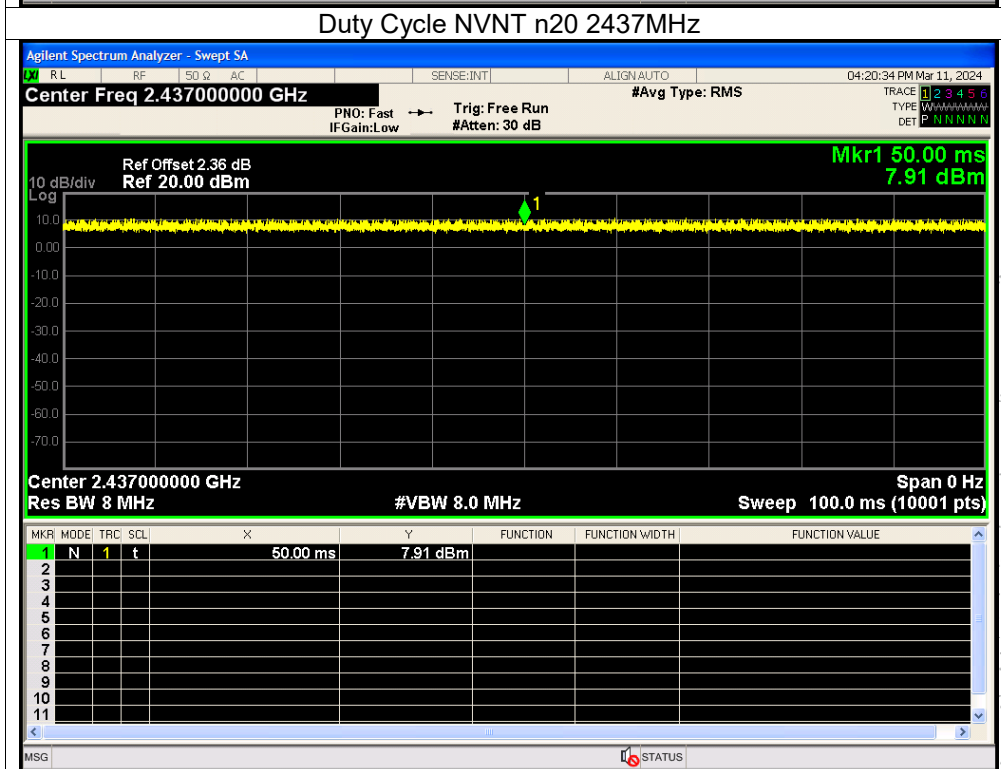 Duty Cycle NVNT n20 2437MHz
Agilent Spectrum Analyzer - Swept SA
LXI RL RF 50 Ω AC SENSE:INT ALIGN AUTO 04:20:34 PM Mar 11, 2024
Center Freq 2.437000000 GHz #Avg Type: RMS TRACE 1 2 3 4 5 6
PNO: Fast Trig: Free Run TYPE WWWWWW
IFGain:Low #Atten: 30 dB DET P N N N N N
Mkr1 50.00 ms
7.91 dBm
Ref Offset 2.36 dB
10 dB/div Ref 20.00 dBm
Log
1
10.0
0.00
-10.0
-20.0
-30.0
-40.0
-50.0
-60.0
-70.0
Center 2.437000000 GHz Span 0 Hz
Res BW 8 MHz #VBW 8.0 MHz Sweep 100.0 ms (10001 pts)
MKR MODE TRC SCL X Y FUNCTION FUNCTION WIDTH FUNCTION VALUE
1 N 1 t 50.00 ms 7.91 dBm
2
3
4
5
6
7
8
9
10
11
MSG STATUS